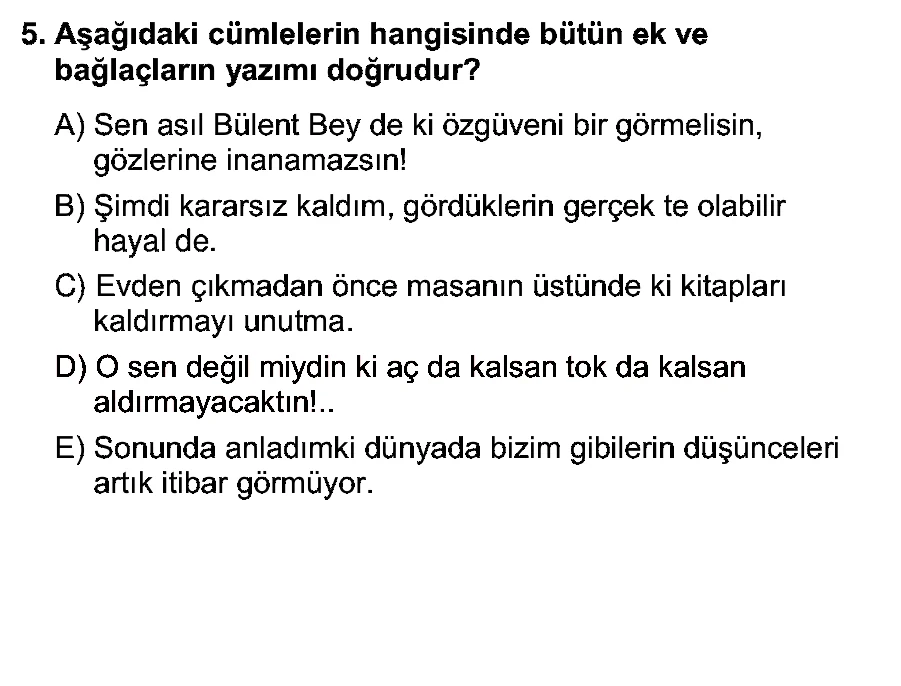 5. Aşağıdaki cümlelerin hangisinde bütün ek ve
bağlaçların yazımı doğrudur?
A) Sen asıl Bülent Bey de ki özgüveni bir görmelisin,
gözlerine inanamazsın!
B) Şimdi kararsız kaldım, gördüklerin gerçek te olabilir
hayal de.
C) Evden çıkmadan önce masanın üstünde ki kitapları
kaldırmayı unutma.
D) O sen değil miydin ki aç da kalsan tok da kalsan
aldırmayacaktın!..
E) Sonunda anladımki dünyada bizim gibilerin düşünceleri
artık itibar görmüyor.